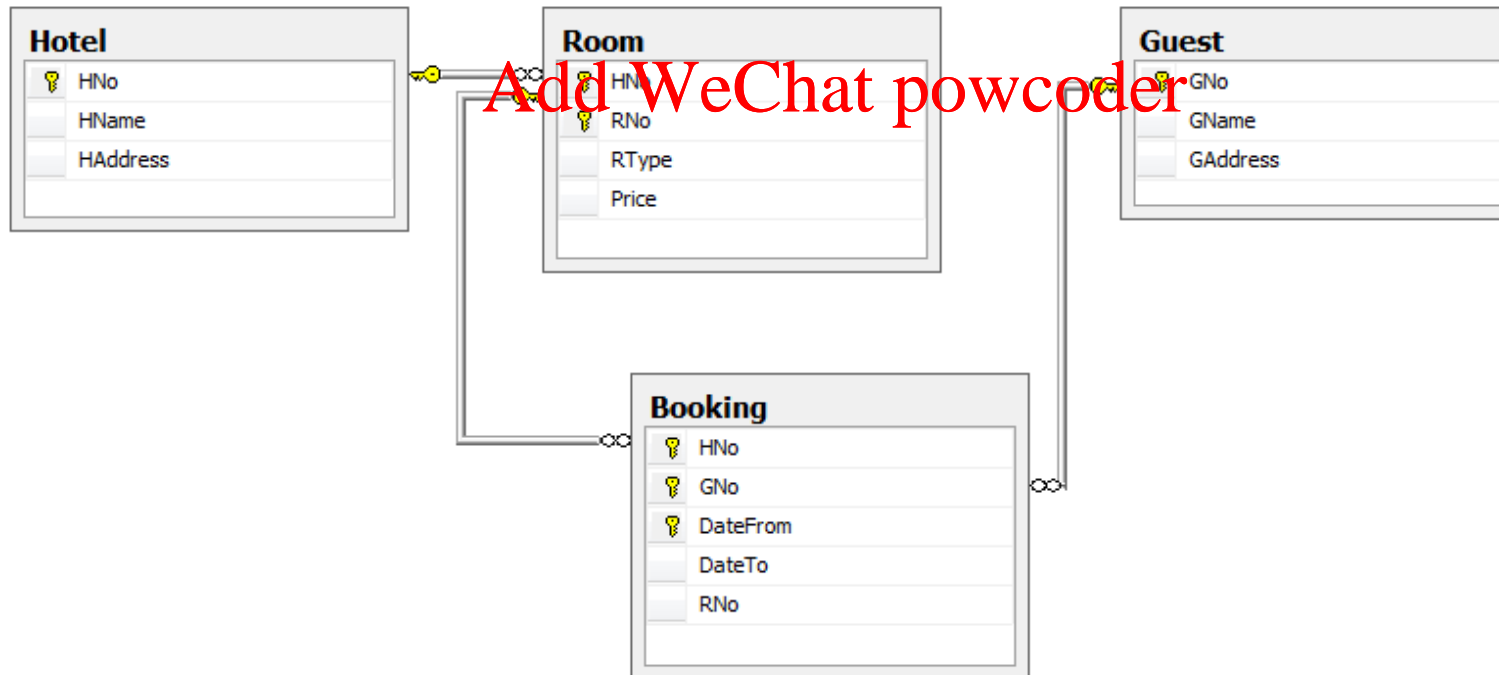 Hotel
HNo
HName
HAddress
Room
HNo
RNo
RType
Price
Guest
GNo
GName
GAddress
Add WeChat powcoder
Booking
HNo
GNo
DateFrom
DateTo
RNo